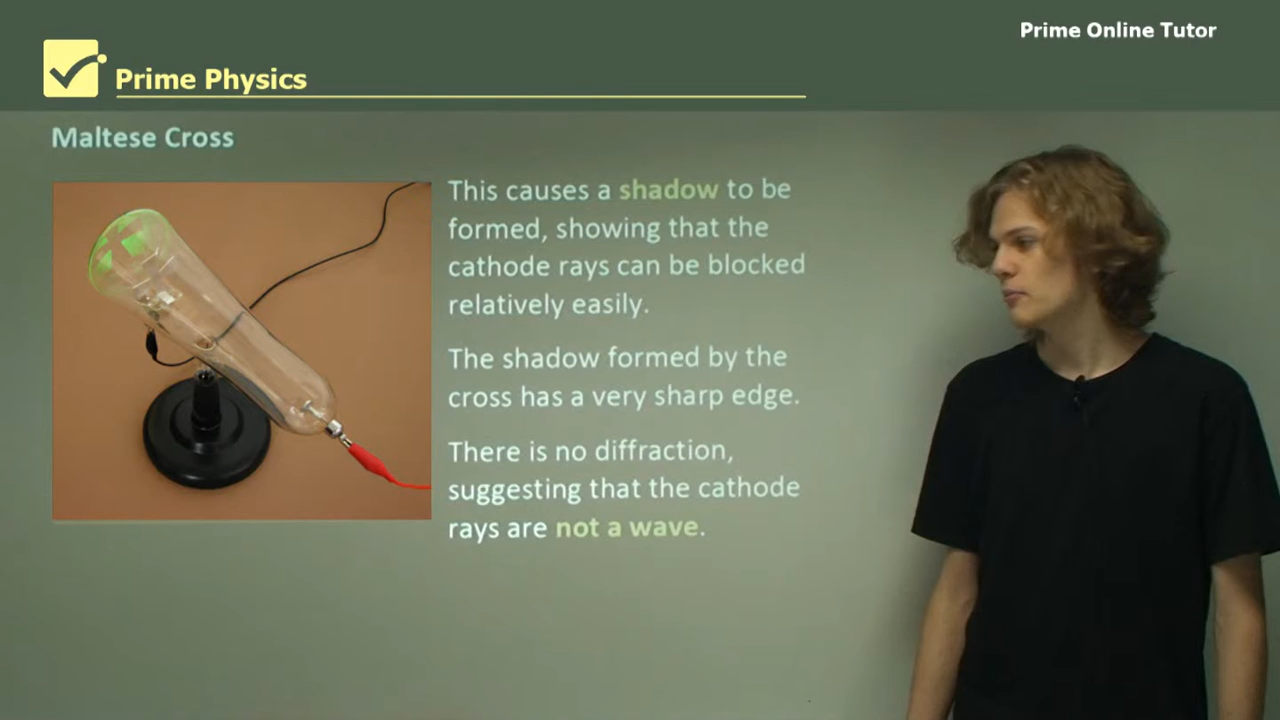 Prime Online Tutor
Prime Physics
Maltese Cross
This causes a shadow to be
formed, showing that the
cathode rays can be blocked
relatively easily.
The shadow formed by the
cross has a very sharp edge.
There is no diffraction,
suggesting that the cathode
rays are not a wave.